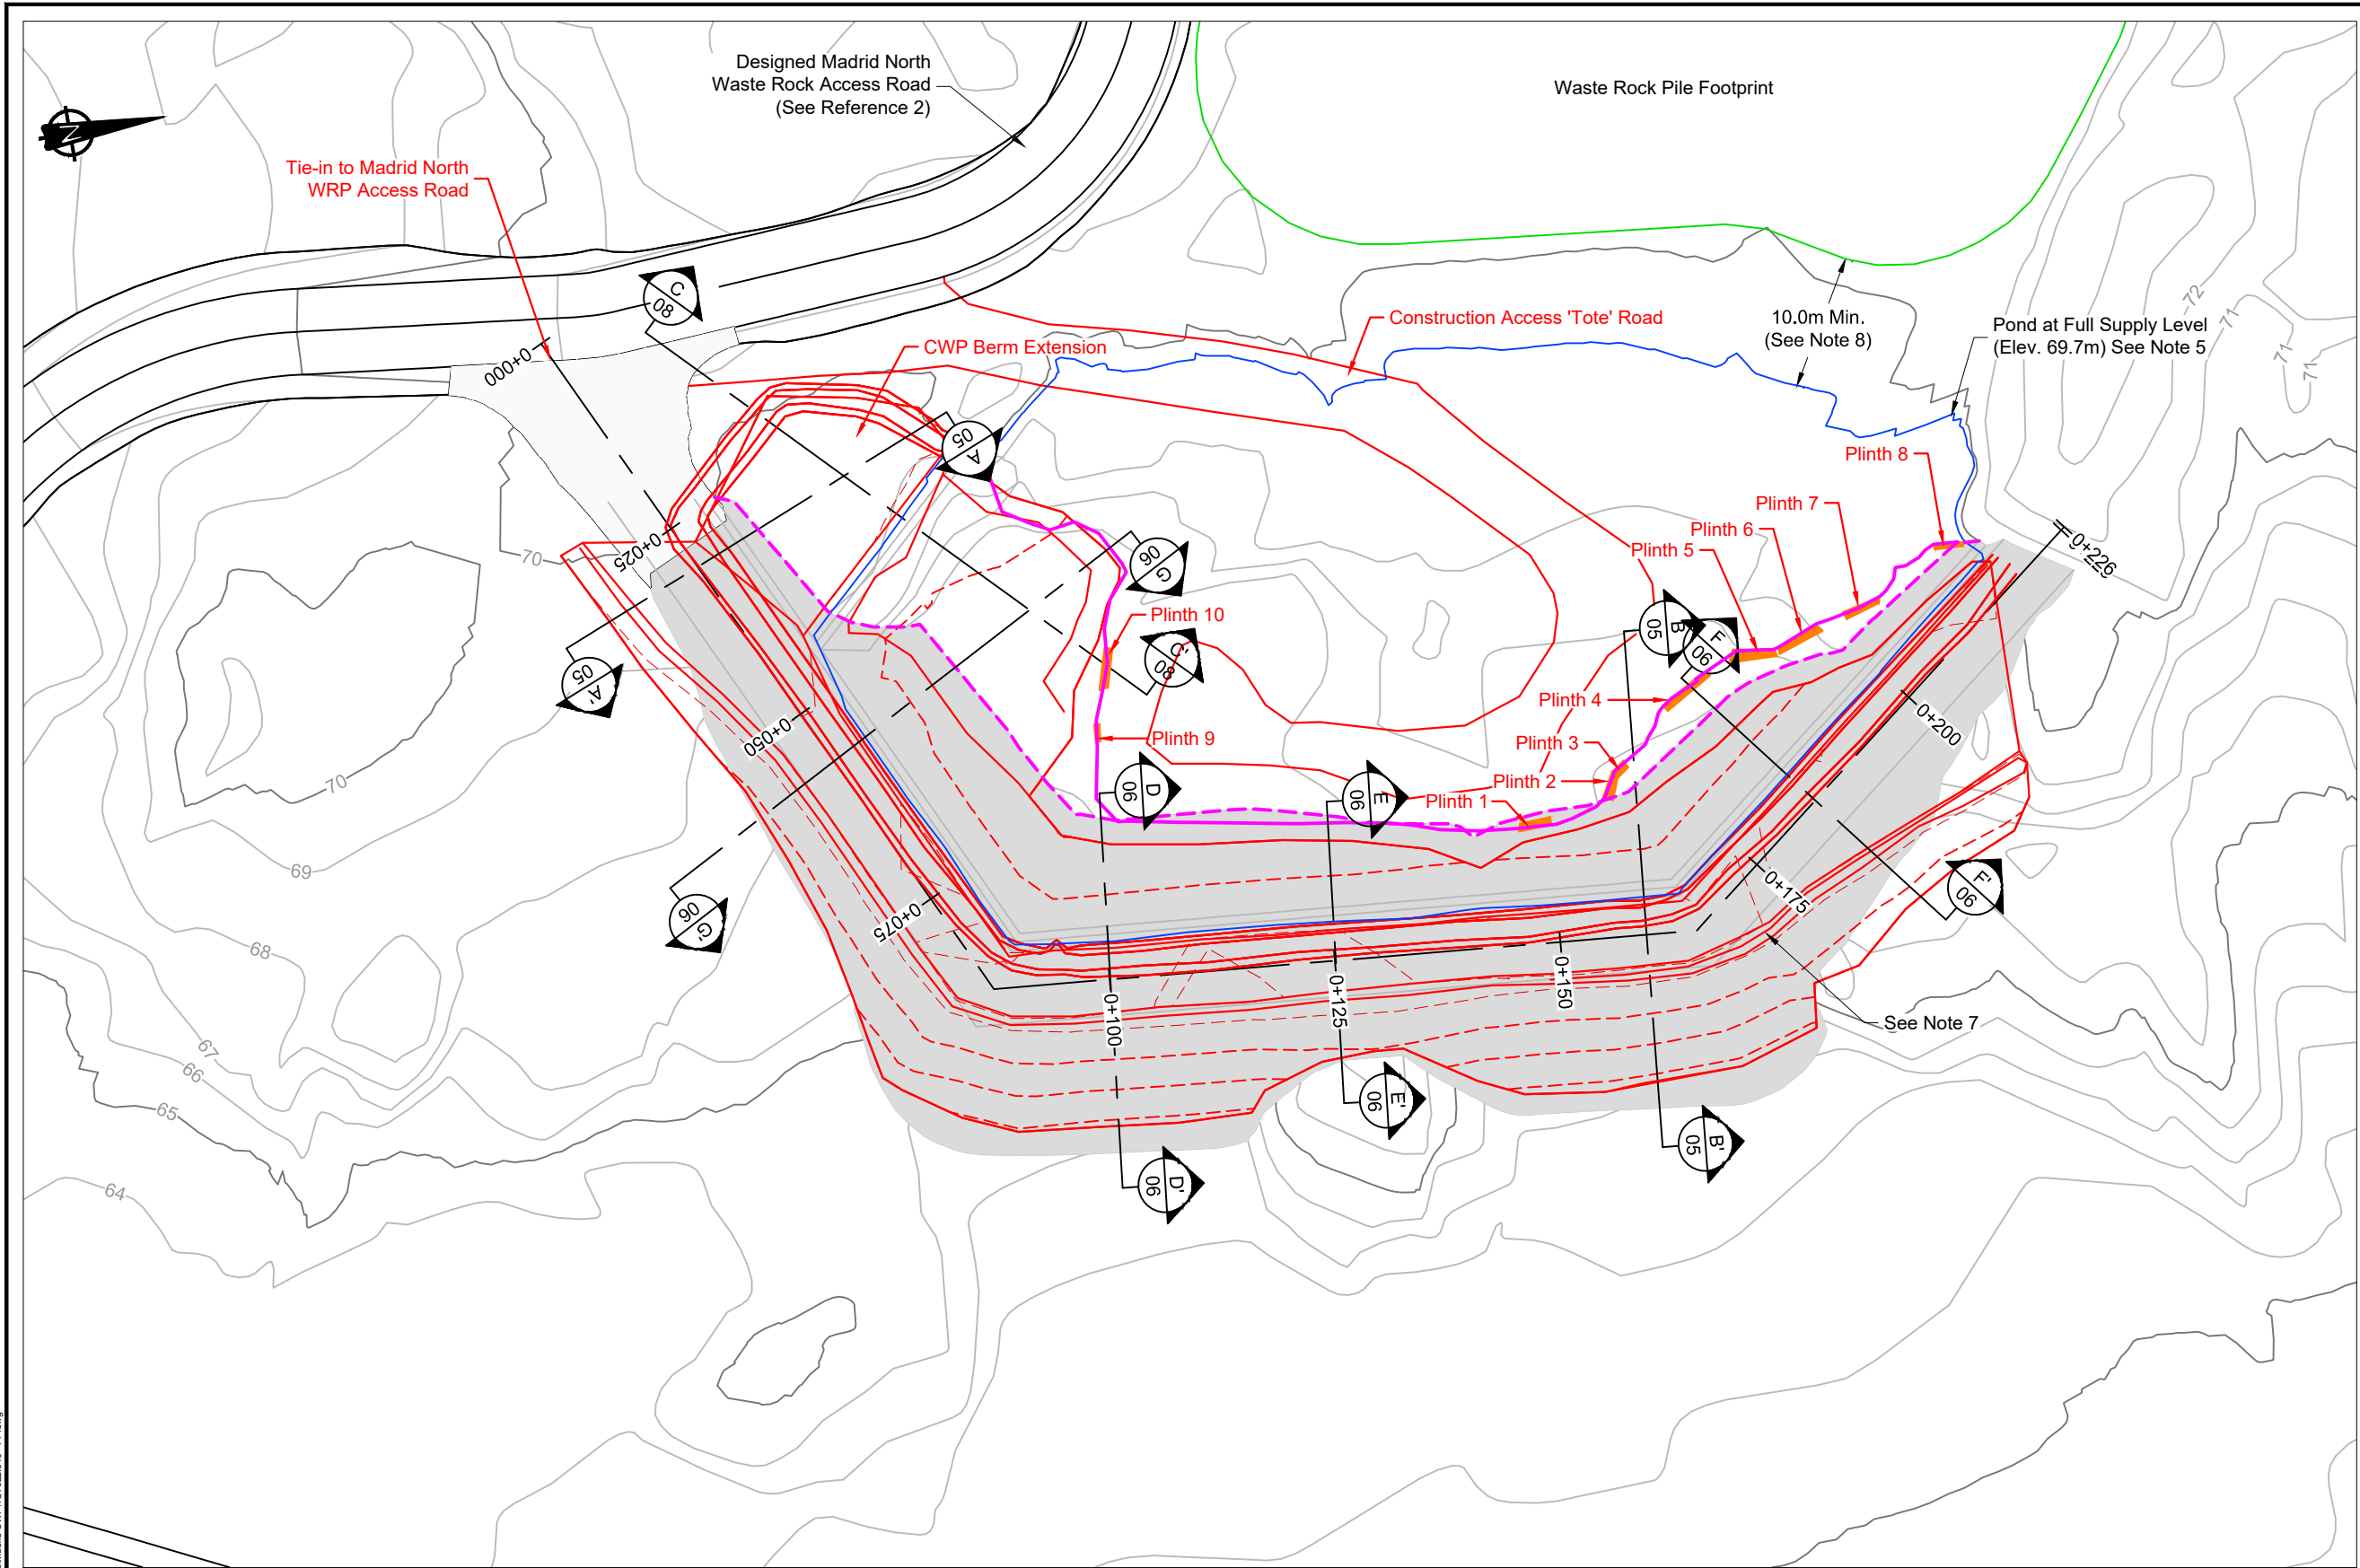 Designed Madrid North
Waste Rock Access Road
(See Reference 2)
Waste Rock Pile Footprint
N
Tie-in to Madrid North
WRP Access Road
C
08
0+000
CWP Berm Extension
Construction Access 'Tote' Road
10.0m Min.
(See Note 8)
Pond at Full Supply Level
(Elev. 69.7m) See Note 5
72
71
71
71
A
05
Plinth 8
Plinth 7
Plinth 6
Plinth 5
0+226
0+025
70
G
06
Plinth 10
C'
08
B
05
F
06
A'
05
Plinth 4
0+200
0+050
Plinth 9
Plinth 3
Plinth 2
Plinth 1
70
D
06
E
06
69
0+175
F'
06
G'
06
0+075
68
0+100
0+125
0+150
See Note 7
67
66
65
E'
06
B'
05
D'
06
64